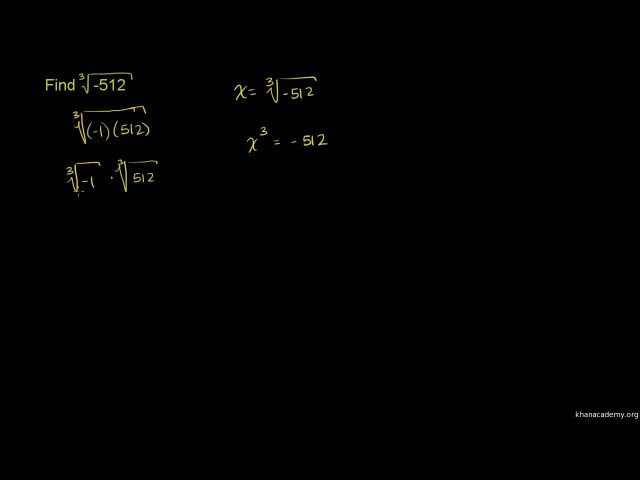 Find ∛-512
∛(-1)(512)
∛-1 · ∛512
x = ∛-512
x³ = -512
khanacademy.org